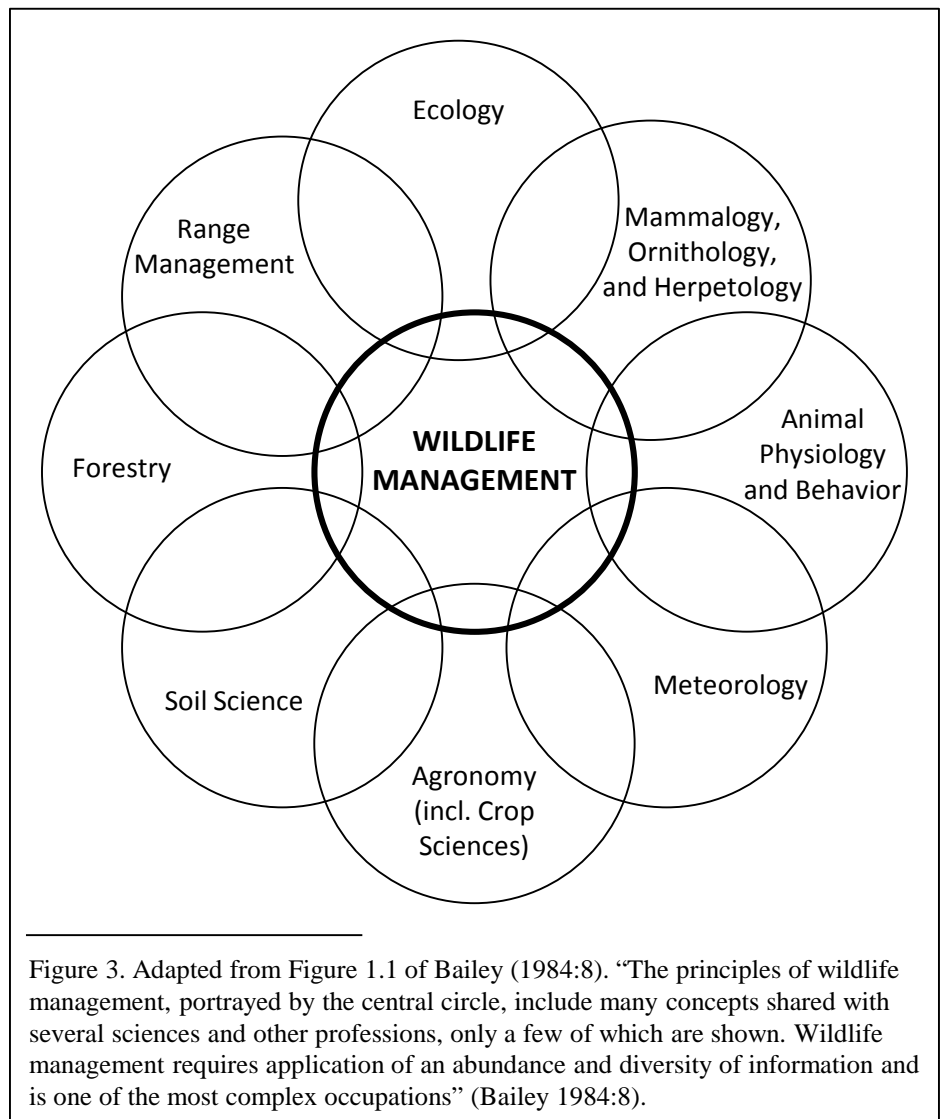 Ecology
Range
Management
Mammalogy,
Ornithology,
and Herpetology
Forestry
WILDLIFE
MANAGEMENT
Animal
Physiology
and Behavior
Soil Science
Meteorology
Agronomy
(incl. Crop
Sciences)
Figure 3. Adapted from Figure 1.1 of Bailey (1984:8). “The principles of wildlife
management, portrayed by the central circle, include many concepts shared with
several sciences and other professions, only a few of which are shown. Wildlife
management requires application of an abundance and diversity of information and
is one of the most complex occupations” (Bailey 1984:8).